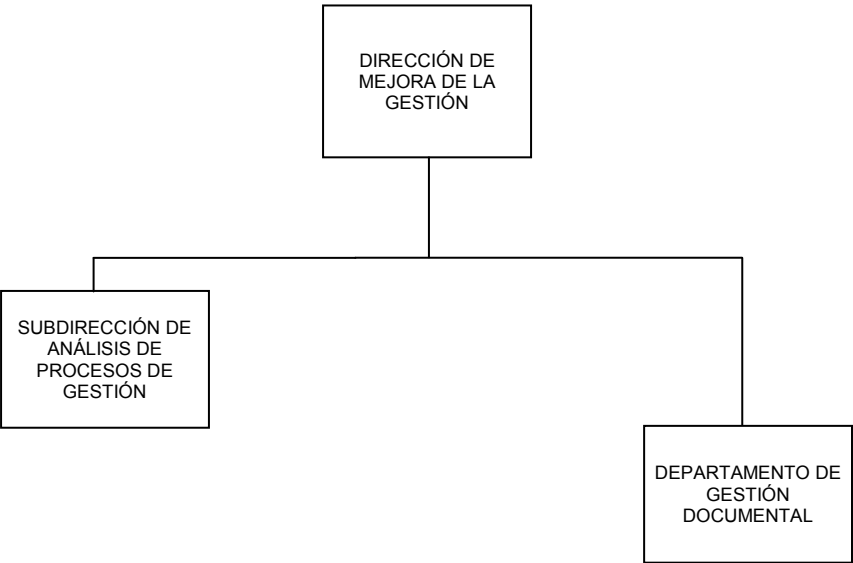 DIRECCIÓN DE
MEJORA DE LA
GESTIÓN
SUBDIRECCIÓN DE
ANÁLISIS DE
PROCESOS DE
GESTIÓN
DEPARTAMENTO DE
GESTIÓN
DOCUMENTAL